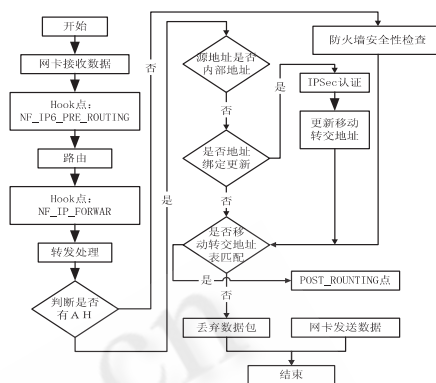 开始
网卡接收数据
Hook点：
NF_IP6_PRE_ROUTING
路由
Hook点：
NF_IP_FORWAR
转发处理
判断是否
有AH
否
是
源地址是否
内部地址
否
是否地址
绑定更新
是
否
是否移
动转交地址
表匹配
是
否
丢弃数据包
防火墙安全性检查
IPSec认证
更新移动
转交地址
POST_ROUNTING点
网卡发送数据
结束